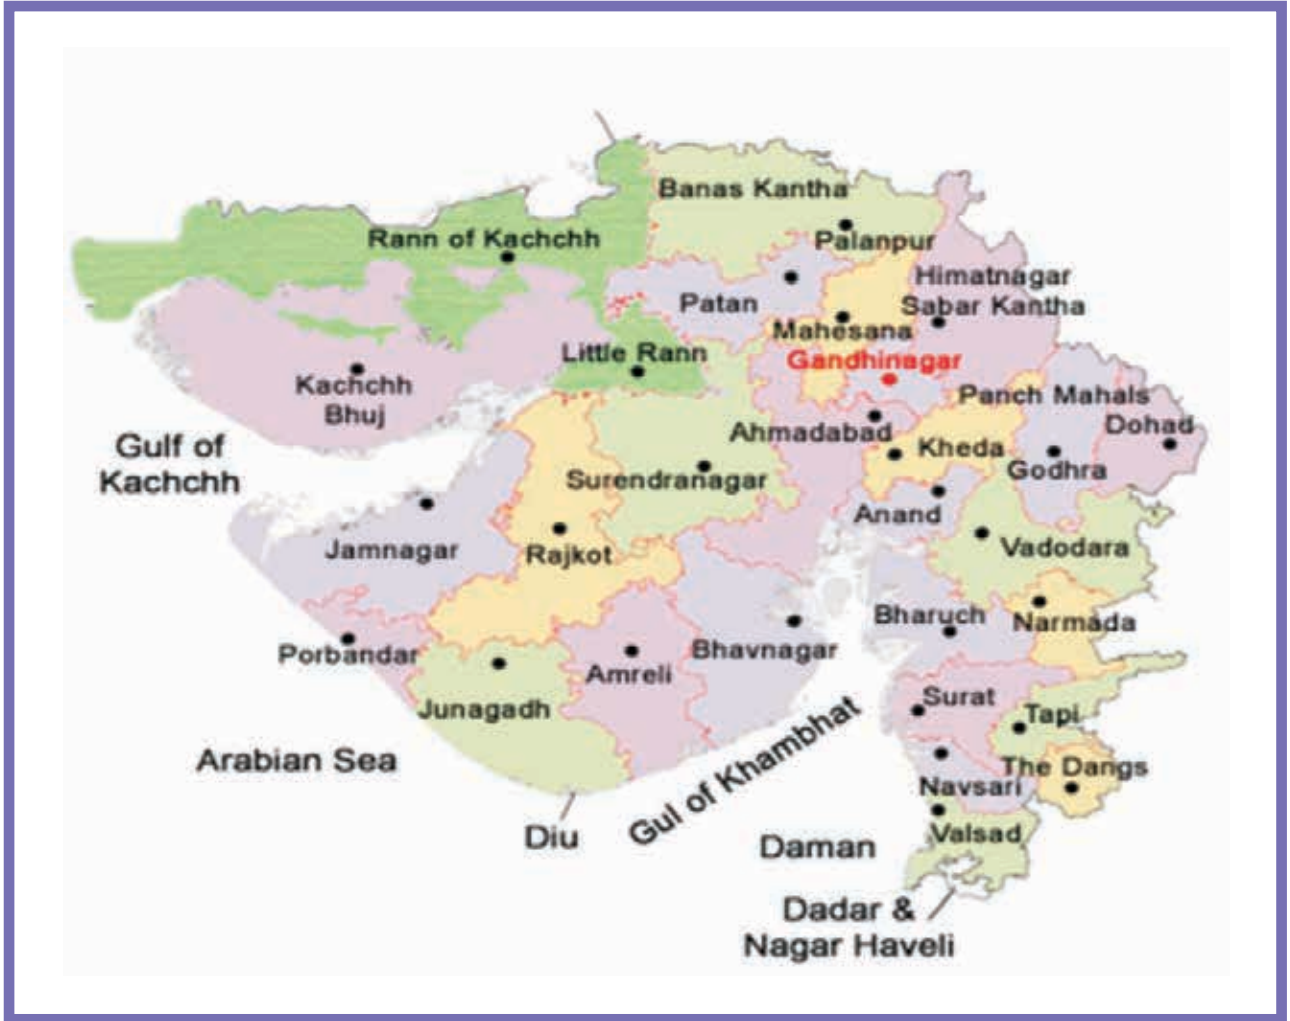 Banas Kantha
Palanpur
Rann of Kachchh
Himatnagar
Sabar Kantha
Patan
Mahesana
Gandhinagar
Little Rann
Kachchh
Bhuj
Panch Mahals
Dohad
Ahmadabad
Kheda
Godhra
Gulf of
Kachchh
Surendranagar
Anand
Jamnagar
Rajkot
Vadodara
Bharuch
Narmada
Porbandar
Amreli
Bhavnagar
Junagadh
Surat
Tapi
Arabian Sea
Gul of Khambhat
The Dangs
Navsari
Diu
Daman
Valsad
Dadar &
Nagar Haveli